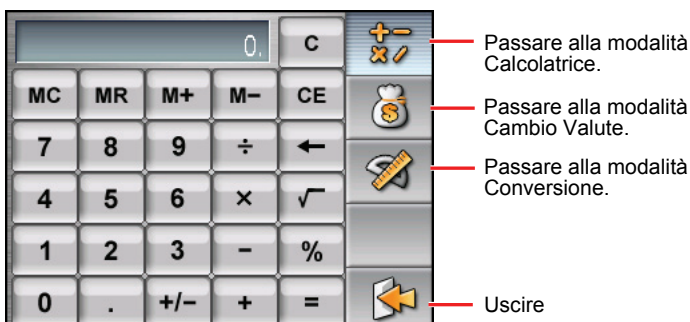 0. C
MC MR M+ M− CE
7 8 9 ÷ ←
4 5 6 × √
1 2 3 − %
0 . +/− + =
Passare alla modalità
Calcolatrice.
$
Passare alla modalità
Cambio Valute.
Passare alla modalità
Conversione.
Uscire